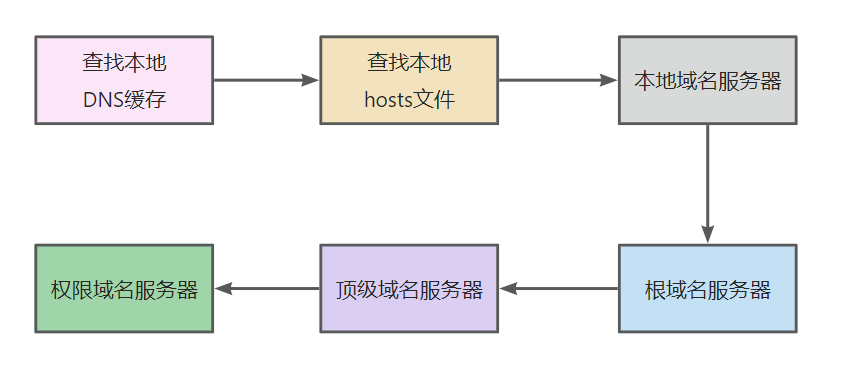 查找本地
DNS缓存
查找本地
hosts文件
本地域名服务器
权限域名服务器
顶级域名服务器
根域名服务器